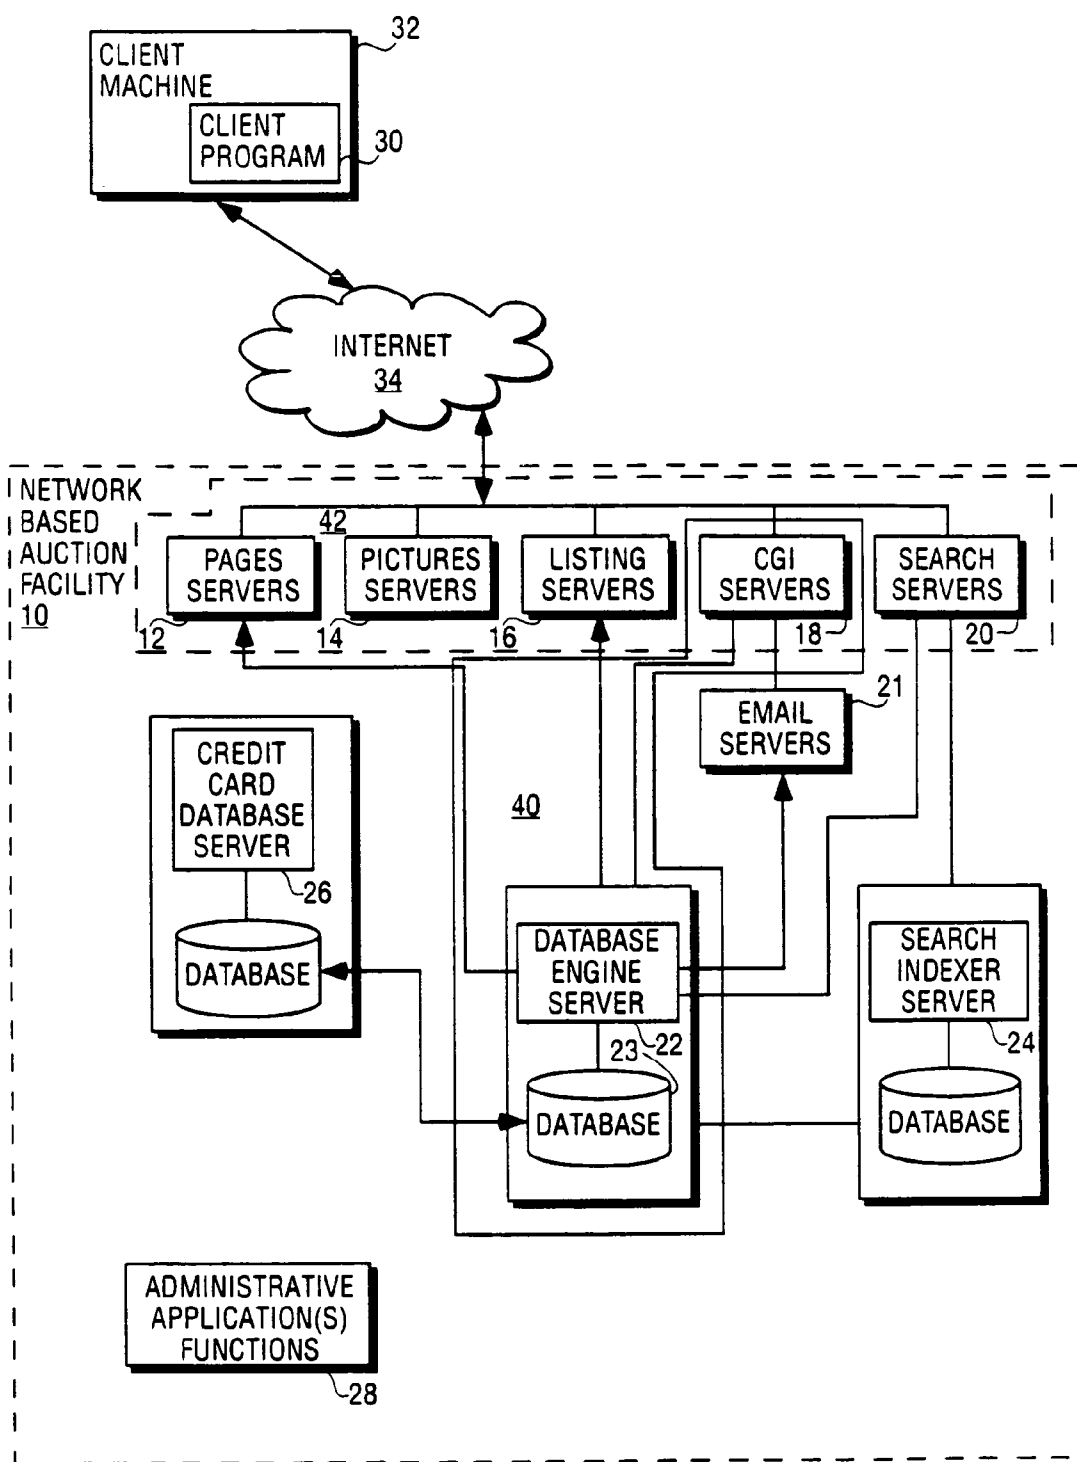 32
CLIENT
MACHINE
CLIENT
PROGRAM
30
INTERNET
34
NETWORK
BASED
AUCTION
FACILITY
10
42
PAGES
SERVERS
12
PICTURES
SERVERS
14
LISTING
SERVERS
16
CGI
SERVERS
18
SEARCH
SERVERS
20
EMAIL
SERVERS
21
CREDIT
CARD
DATABASE
SERVER
26
DATABASE
40
DATABASE
ENGINE
SERVER
22
23
DATABASE
SEARCH
INDEXER
SERVER
24
DATABASE
ADMINISTRATIVE
APPLICATION(S)
FUNCTIONS
28